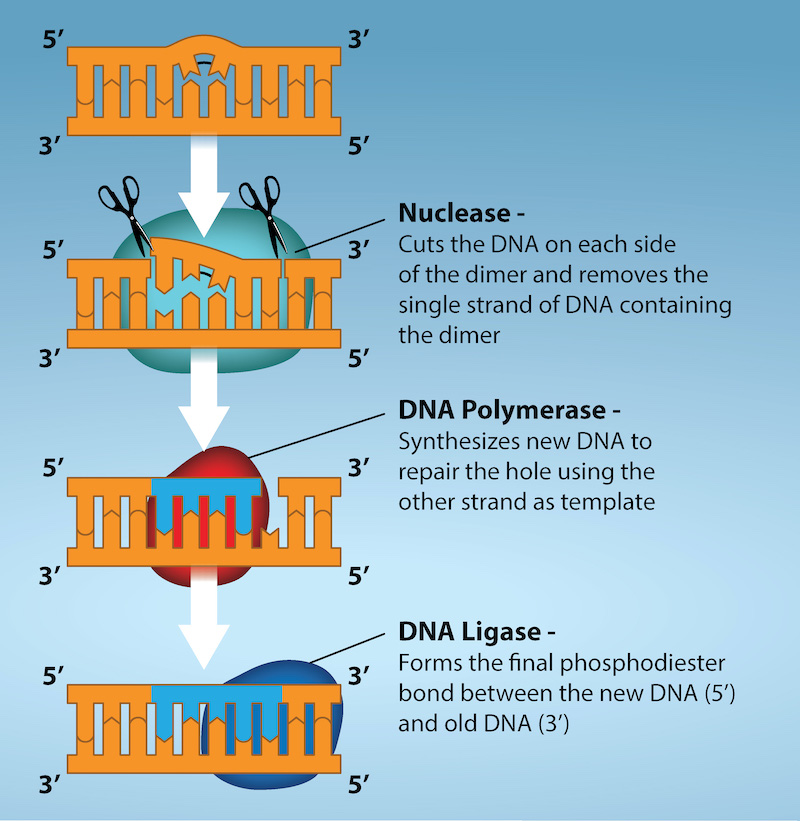 5′ 3′
3′ 5′
Nuclease -
Cuts the DNA on each side
of the dimer and removes the
single strand of DNA containing
the dimer
5′ 3′
3′ 5′
DNA Polymerase -
Synthesizes new DNA to
repair the hole using the
other strand as template
5′ 3′
3′ 5′
DNA Ligase -
Forms the final phosphodiester
bond between the new DNA (5′)
and old DNA (3′)
5′ 3′
3′ 5′